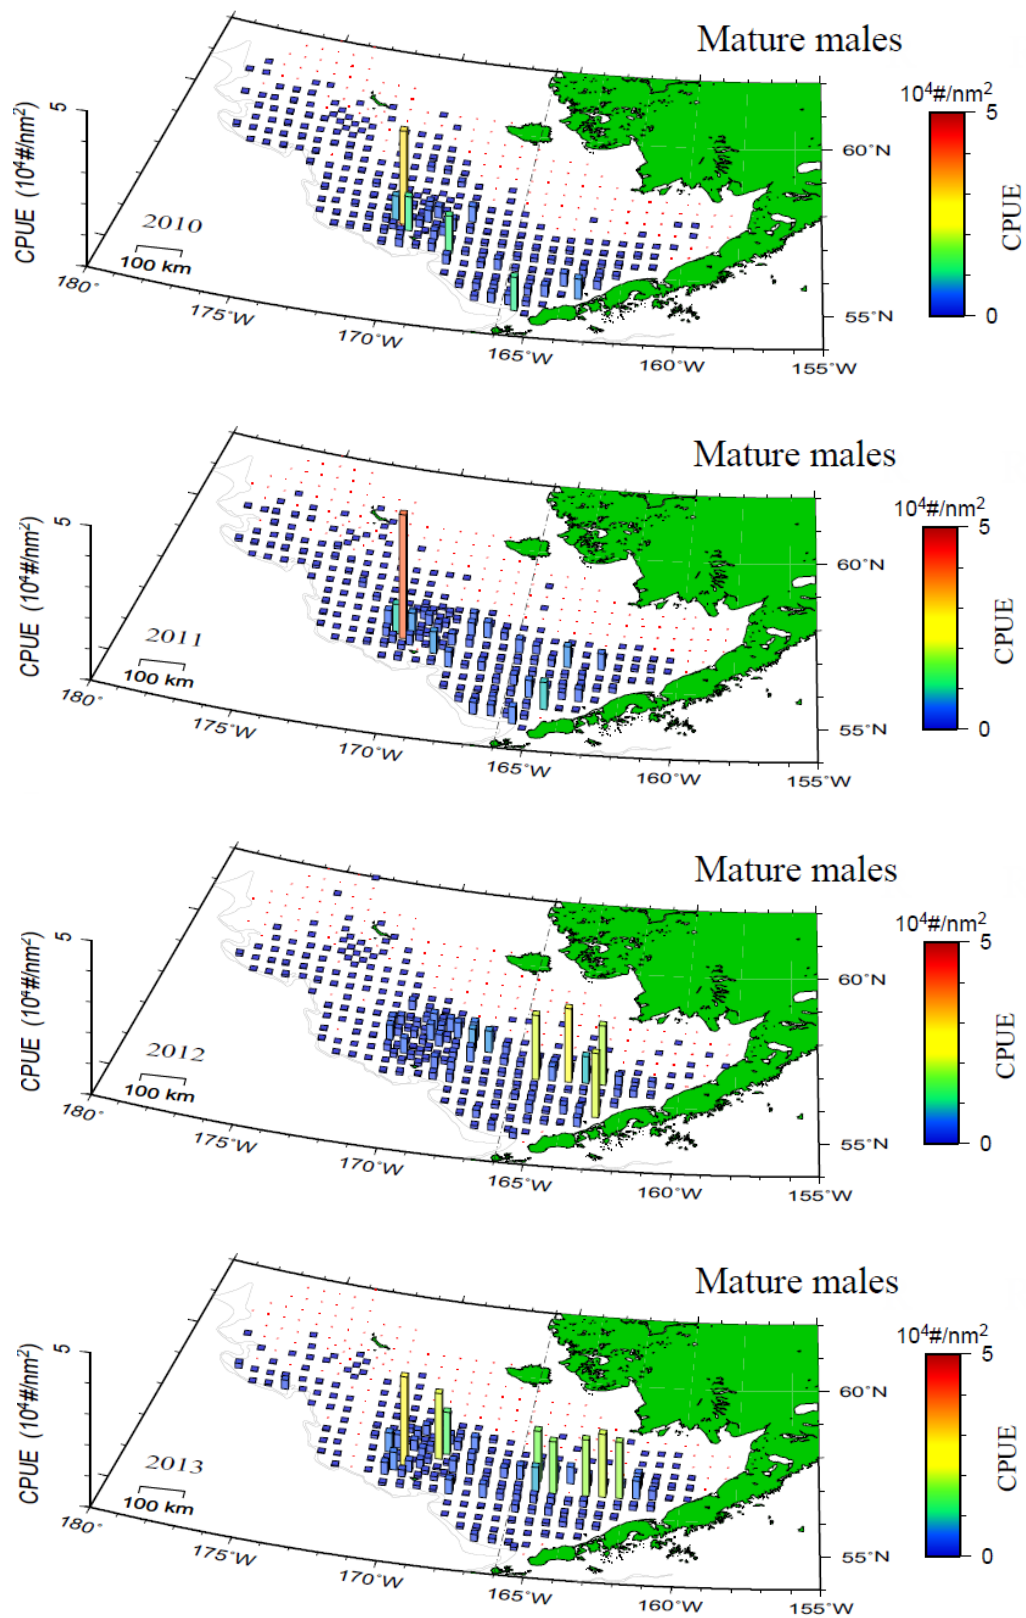 Mature males
10⁴#/nm²
5
5
CPUE (10⁴#/nm²)
60°N
CPUE
2010
100 km
0
55°N
180°
175°W
170°W
165°W
160°W
155°W
Mature males
10⁴#/nm²
5
5
CPUE (10⁴#/nm²)
60°N
CPUE
2011
100 km
0
55°N
180°
175°W
170°W
165°W
160°W
155°W
Mature males
10⁴#/nm²
5
5
CPUE (10⁴#/nm²)
60°N
CPUE
2012
100 km
0
55°N
180°
175°W
170°W
165°W
160°W
155°W
Mature males
10⁴#/nm²
5
5
CPUE (10⁴#/nm²)
60°N
CPUE
2013
100 km
0
55°N
180°
175°W
170°W
165°W
160°W
155°W